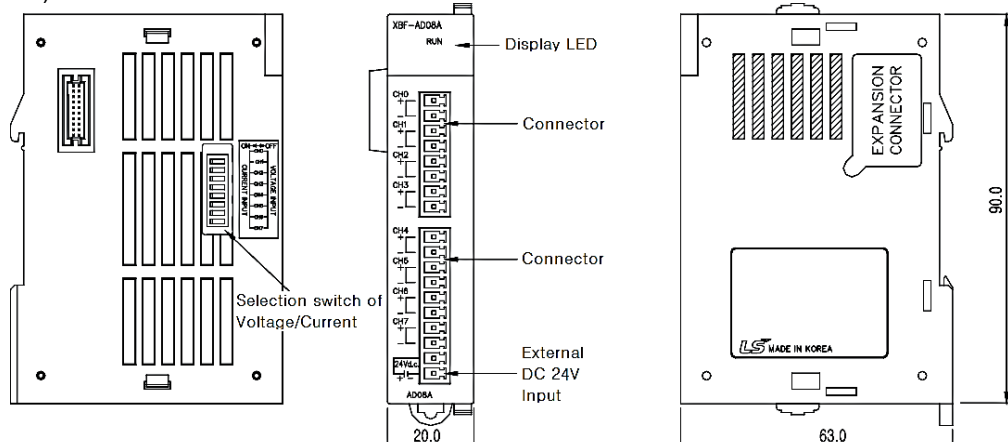 ON ◄─► OFF
CURRENT INPUT
VOLTAGE INPUT
Selection switch of
Voltage/Current
XBF-AD08A
RUN
Display LED
CH0
+
-
CH1
+
-
CH2
+
-
CH3
+
-
Connector
CH4
+
-
CH5
+
-
CH6
+
-
CH7
+
-
Connector
24Vd.c.
+ -
External
DC 24V
Input
AD08A
20.0
EXPANSION
CONNECTOR
LS MADE IN KOREA
90.0
63.0